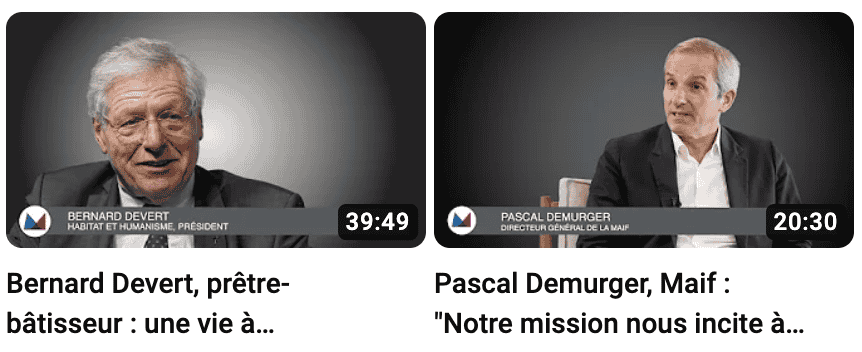 BERNARD DEVERT
HABITAT ET HUMANISME, PRÉSIDENT
39:49
PASCAL DEMURGER
DIRECTEUR GÉNÉRAL DE LA MAIF
20:30
Bernard Devert, prêtre-
bâtisseur : une vie à...
Pascal Demurger, Maif :
"Notre mission nous incite à...